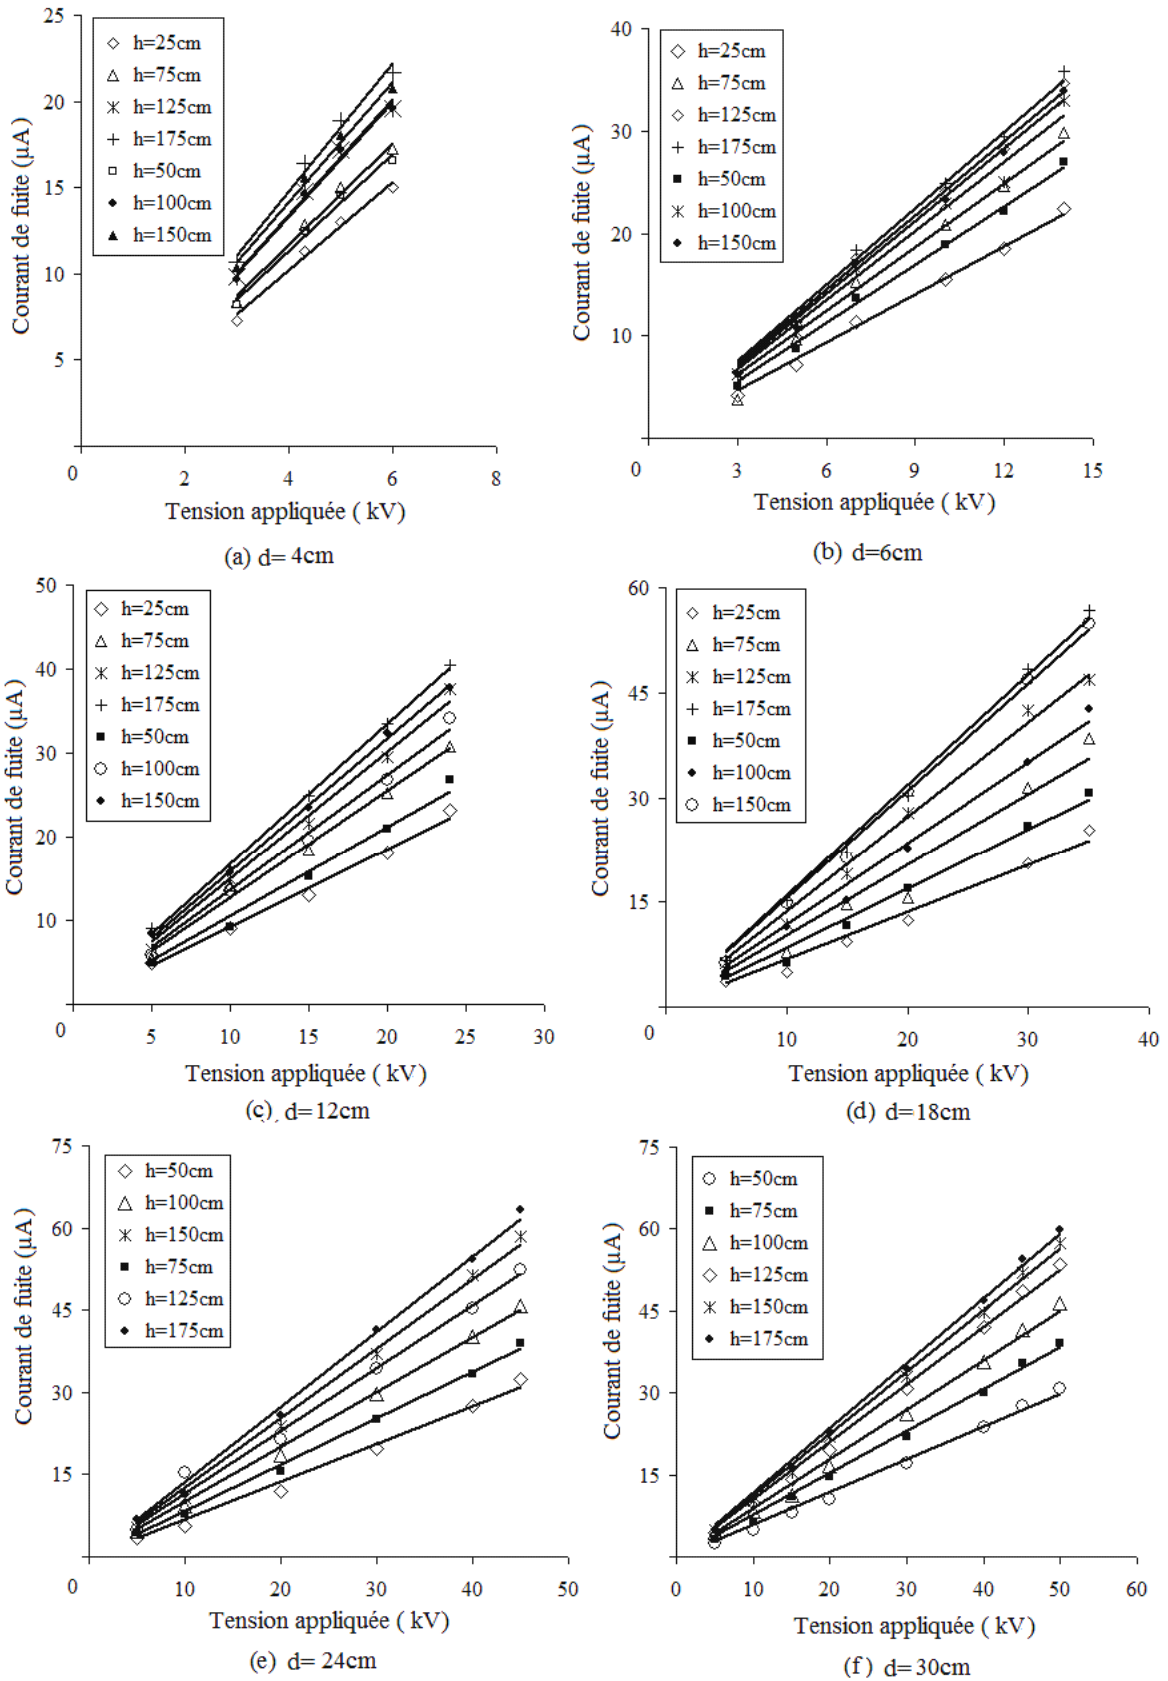 25
20
15
10
5
0
2
4
6
8
Courant de fuite (µA)
h=25cm
h=75cm
h=125cm
h=175cm
h=50cm
h=100cm
h=150cm
Tension appliquée ( kV)
(a) d= 4cm
40
30
20
10
0
3
6
9
12
15
Courant de fuite (µA)
h=25cm
h=75cm
h=125cm
h=175cm
h=50cm
h=100cm
h=150cm
Tension appliquée ( kV)
(b) d=6cm
50
40
30
20
10
0
5
10
15
20
25
30
Courant de fuite (µA)
h=25cm
h=75cm
h=125cm
h=175cm
h=50cm
h=100cm
h=150cm
Tension appliquée ( kV)
(c) d=12cm
60
45
30
15
0
10
20
30
40
Courant de fuite (µA)
h=25cm
h=75cm
h=125cm
h=175cm
h=50cm
h=100cm
h=150cm
Tension appliquée ( kV)
(d) d=18cm
75
60
45
30
15
0
10
20
30
40
50
Courant de fuite (µA)
h=50cm
h=100cm
h=150cm
h=75cm
h=125cm
h=175cm
Tension appliquée ( kV)
(e) d= 24cm
75
60
45
30
15
0
10
20
30
40
50
60
Courant de fuite (µA)
h=50cm
h=75cm
h=100cm
h=125cm
h=150cm
h=175cm
Tension appliquée ( kV)
(f) d=30cm